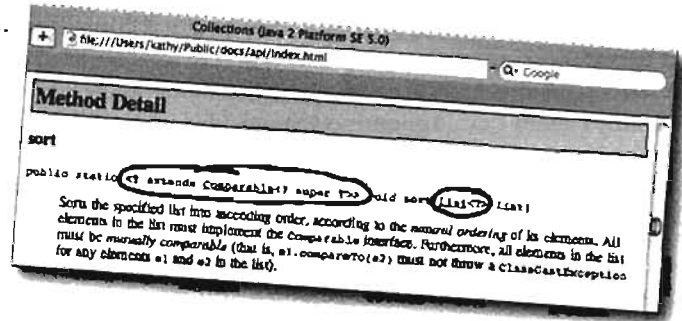 Collections (Java 2 Platform SE 5.0)
file:///Users/kathy/Public/docs/api/index.html
Google
Method Detail
sort
public static <T extends Comparable<? super T>> void sort(List<T> list)
Sorts the specified list into ascending order, according to the natural ordering of its elements. All
elements in the list must implement the Comparable interface. Furthermore, all elements in the list
must be mutually comparable (that is, e1.compareTo(e2) must not throw a ClassCastException
for any elements e1 and e2 in the list).